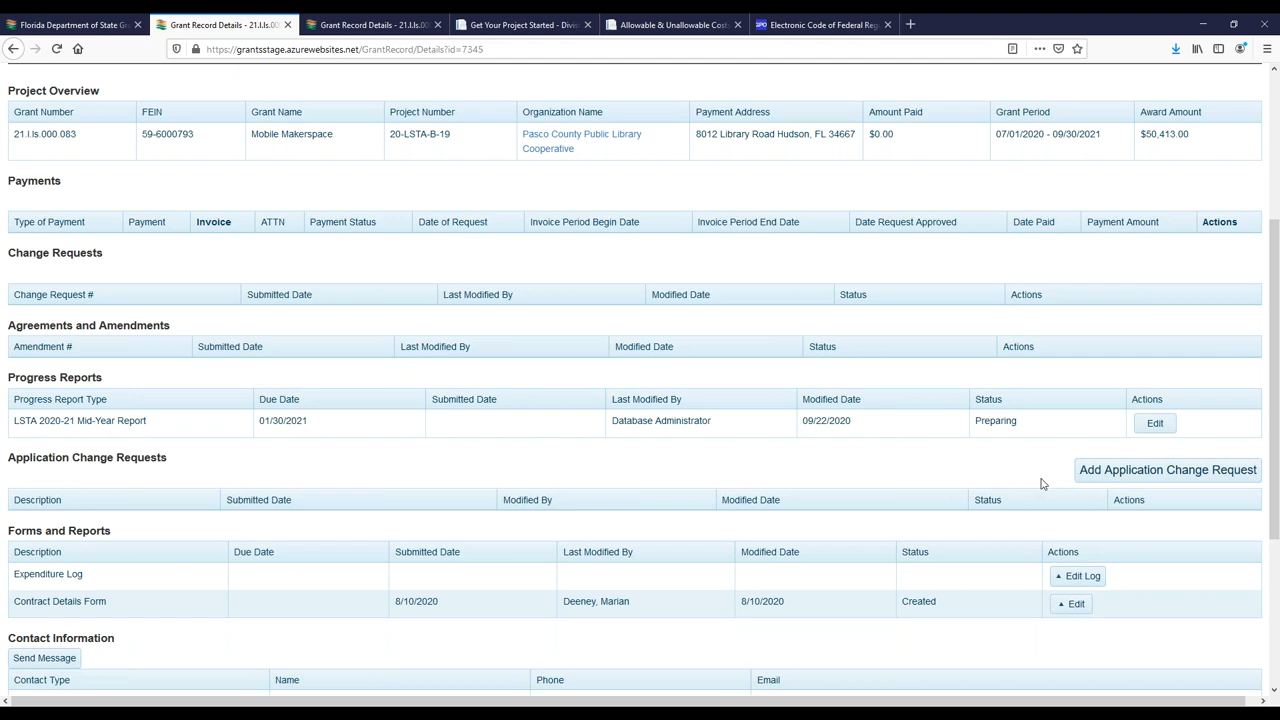 Florida Department of State Gr
Grant Record Details - 21.l.ls.00
Grant Record Details - 21.l.ls.000
Get Your Project Started - Divisi
Allowable & Unallowable Costs
GPO
Electronic Code of Federal Reg
https://grantsstage.azurewebsites.net/GrantRecord/Details?id=7345
Project Overview
Grant Number FEIN Grant Name Project Number Organization Name Payment Address Amount Paid Grant Period Award Amount
21.l.ls.000.083 59-6000793 Mobile Makerspace 20-LSTA-B-19 Pasco County Public Library 8012 Library Road Hudson, FL 34667 $0.00 07/01/2020 - 09/30/2021 $50,413.00
Cooperative
Payments
Type of Payment Payment Invoice ATTN Payment Status Date of Request Invoice Period Begin Date Invoice Period End Date Date Request Approved Date Paid Payment Amount Actions
Change Requests
Change Request # Submitted Date Last Modified By Modified Date Status Actions
Agreements and Amendments
Amendment # Submitted Date Last Modified By Modified Date Status Actions
Progress Reports
Progress Report Type Due Date Submitted Date Last Modified By Modified Date Status Actions
LSTA 2020-21 Mid-Year Report 01/30/2021 Database Administrator 09/22/2020 Preparing Edit
Application Change Requests
Add Application Change Request
Description Submitted Date Modified By Modified Date Status Actions
Forms and Reports
Description Due Date Submitted Date Last Modified By Modified Date Status Actions
Expenditure Log Edit Log
Contract Details Form 8/10/2020 Deeney, Marian 8/10/2020 Created Edit
Contact Information
Send Message
Contact Type Name Phone Email